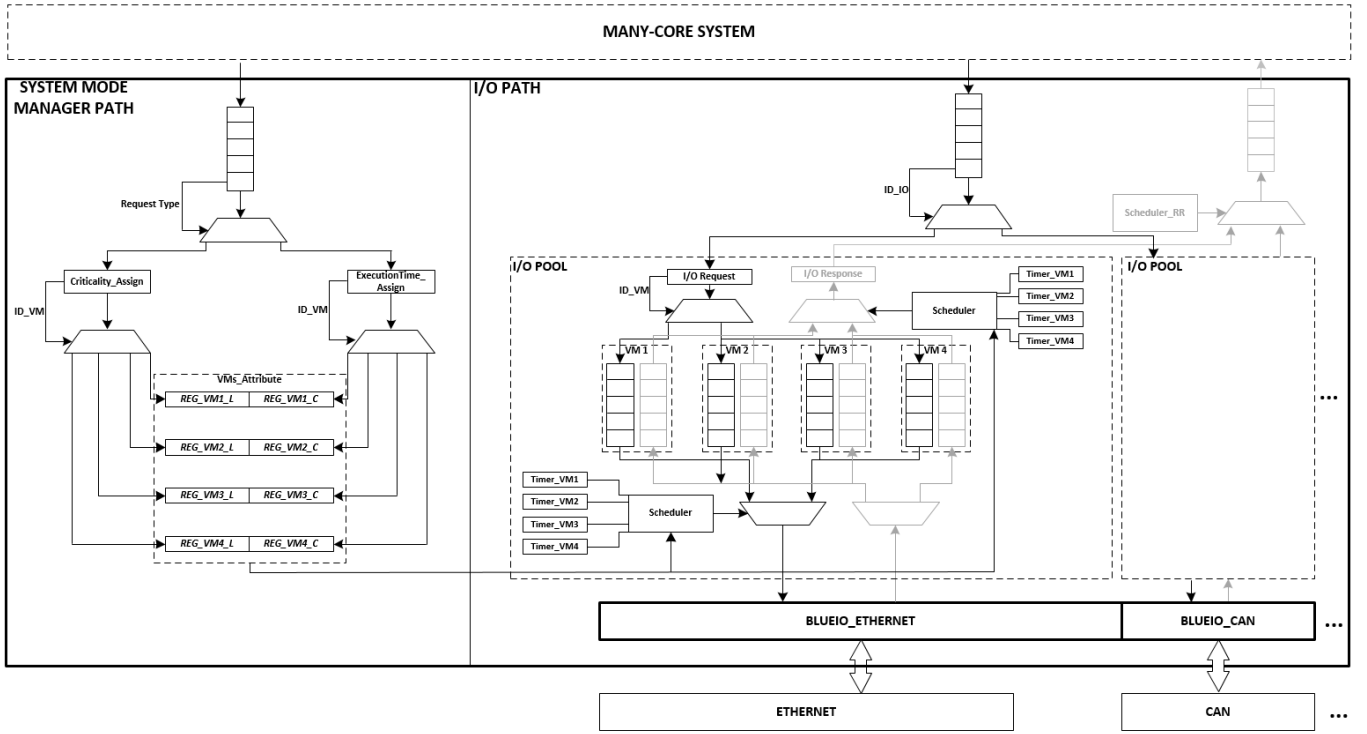 MANY-CORE SYSTEM
SYSTEM MODE
MANAGER PATH
Request Type
Criticality_Assign
ExecutionTime_
Assign
ID_VM
ID_VM
VMs_Attribute
REG_VM1_L
REG_VM1_C
REG_VM2_L
REG_VM2_C
REG_VM3_L
REG_VM3_C
REG_VM4_L
REG_VM4_C
I/O PATH
ID_IO
Scheduler_RR
I/O POOL
I/O Request
I/O Response
ID_VM
Scheduler
Timer_VM1
Timer_VM2
Timer_VM3
Timer_VM4
VM 1
VM 2
VM 3
VM 4
Timer_VM1
Timer_VM2
Timer_VM3
Timer_VM4
Scheduler
I/O POOL
...
BLUEIO_ETHERNET
BLUEIO_CAN
...
ETHERNET
CAN
...